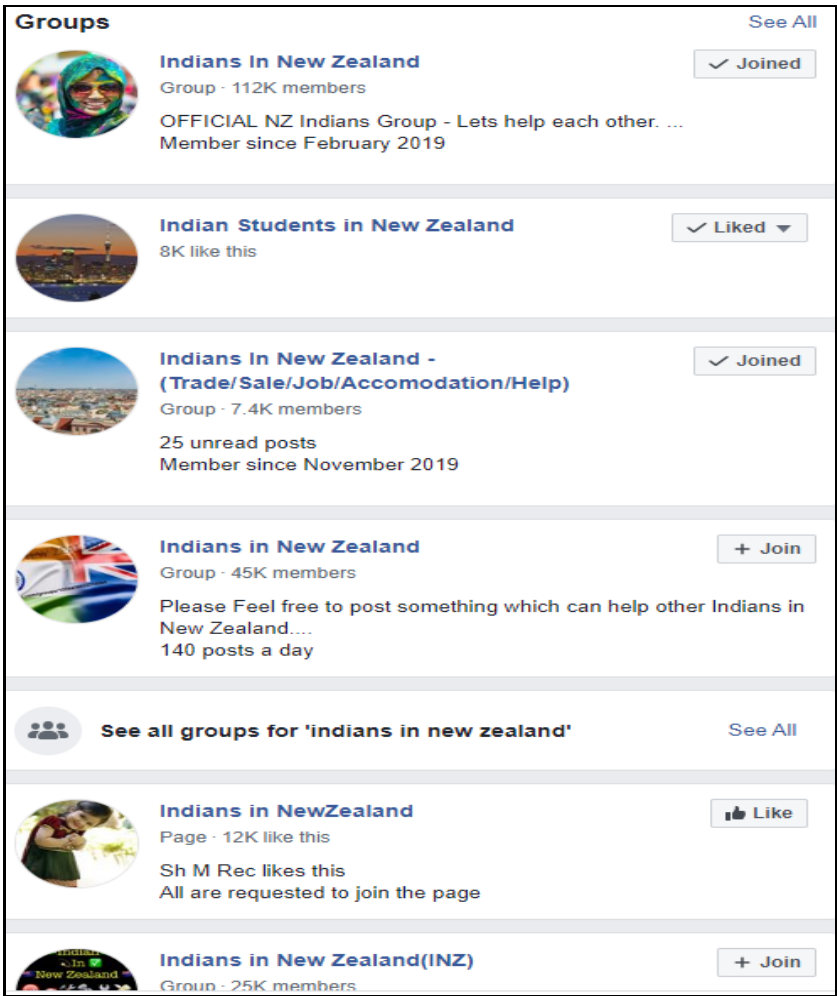 Groups See All
Indians In New Zealand
Joined
Group · 112K members
OFFICIAL NZ Indians Group - Lets help each other. ...
Member since February 2019
Indian Students in New Zealand
Liked
8K like this
Indians In New Zealand -
(Trade/Sale/Job/Accomodation/Help)
Joined
Group · 7.4K members
25 unread posts
Member since November 2019
Indians in New Zealand
+ Join
Group · 45K members
Please Feel free to post something which can help other Indians in
New Zealand....
140 posts a day
See all groups for 'indians in new zealand' See All
Indians in NewZealand
Like
Page · 12K like this
Sh M Rec likes this
All are requested to join the page
Indian
In
New Zealand
Indians in New Zealand(INZ)
+ Join
Group · 25K members